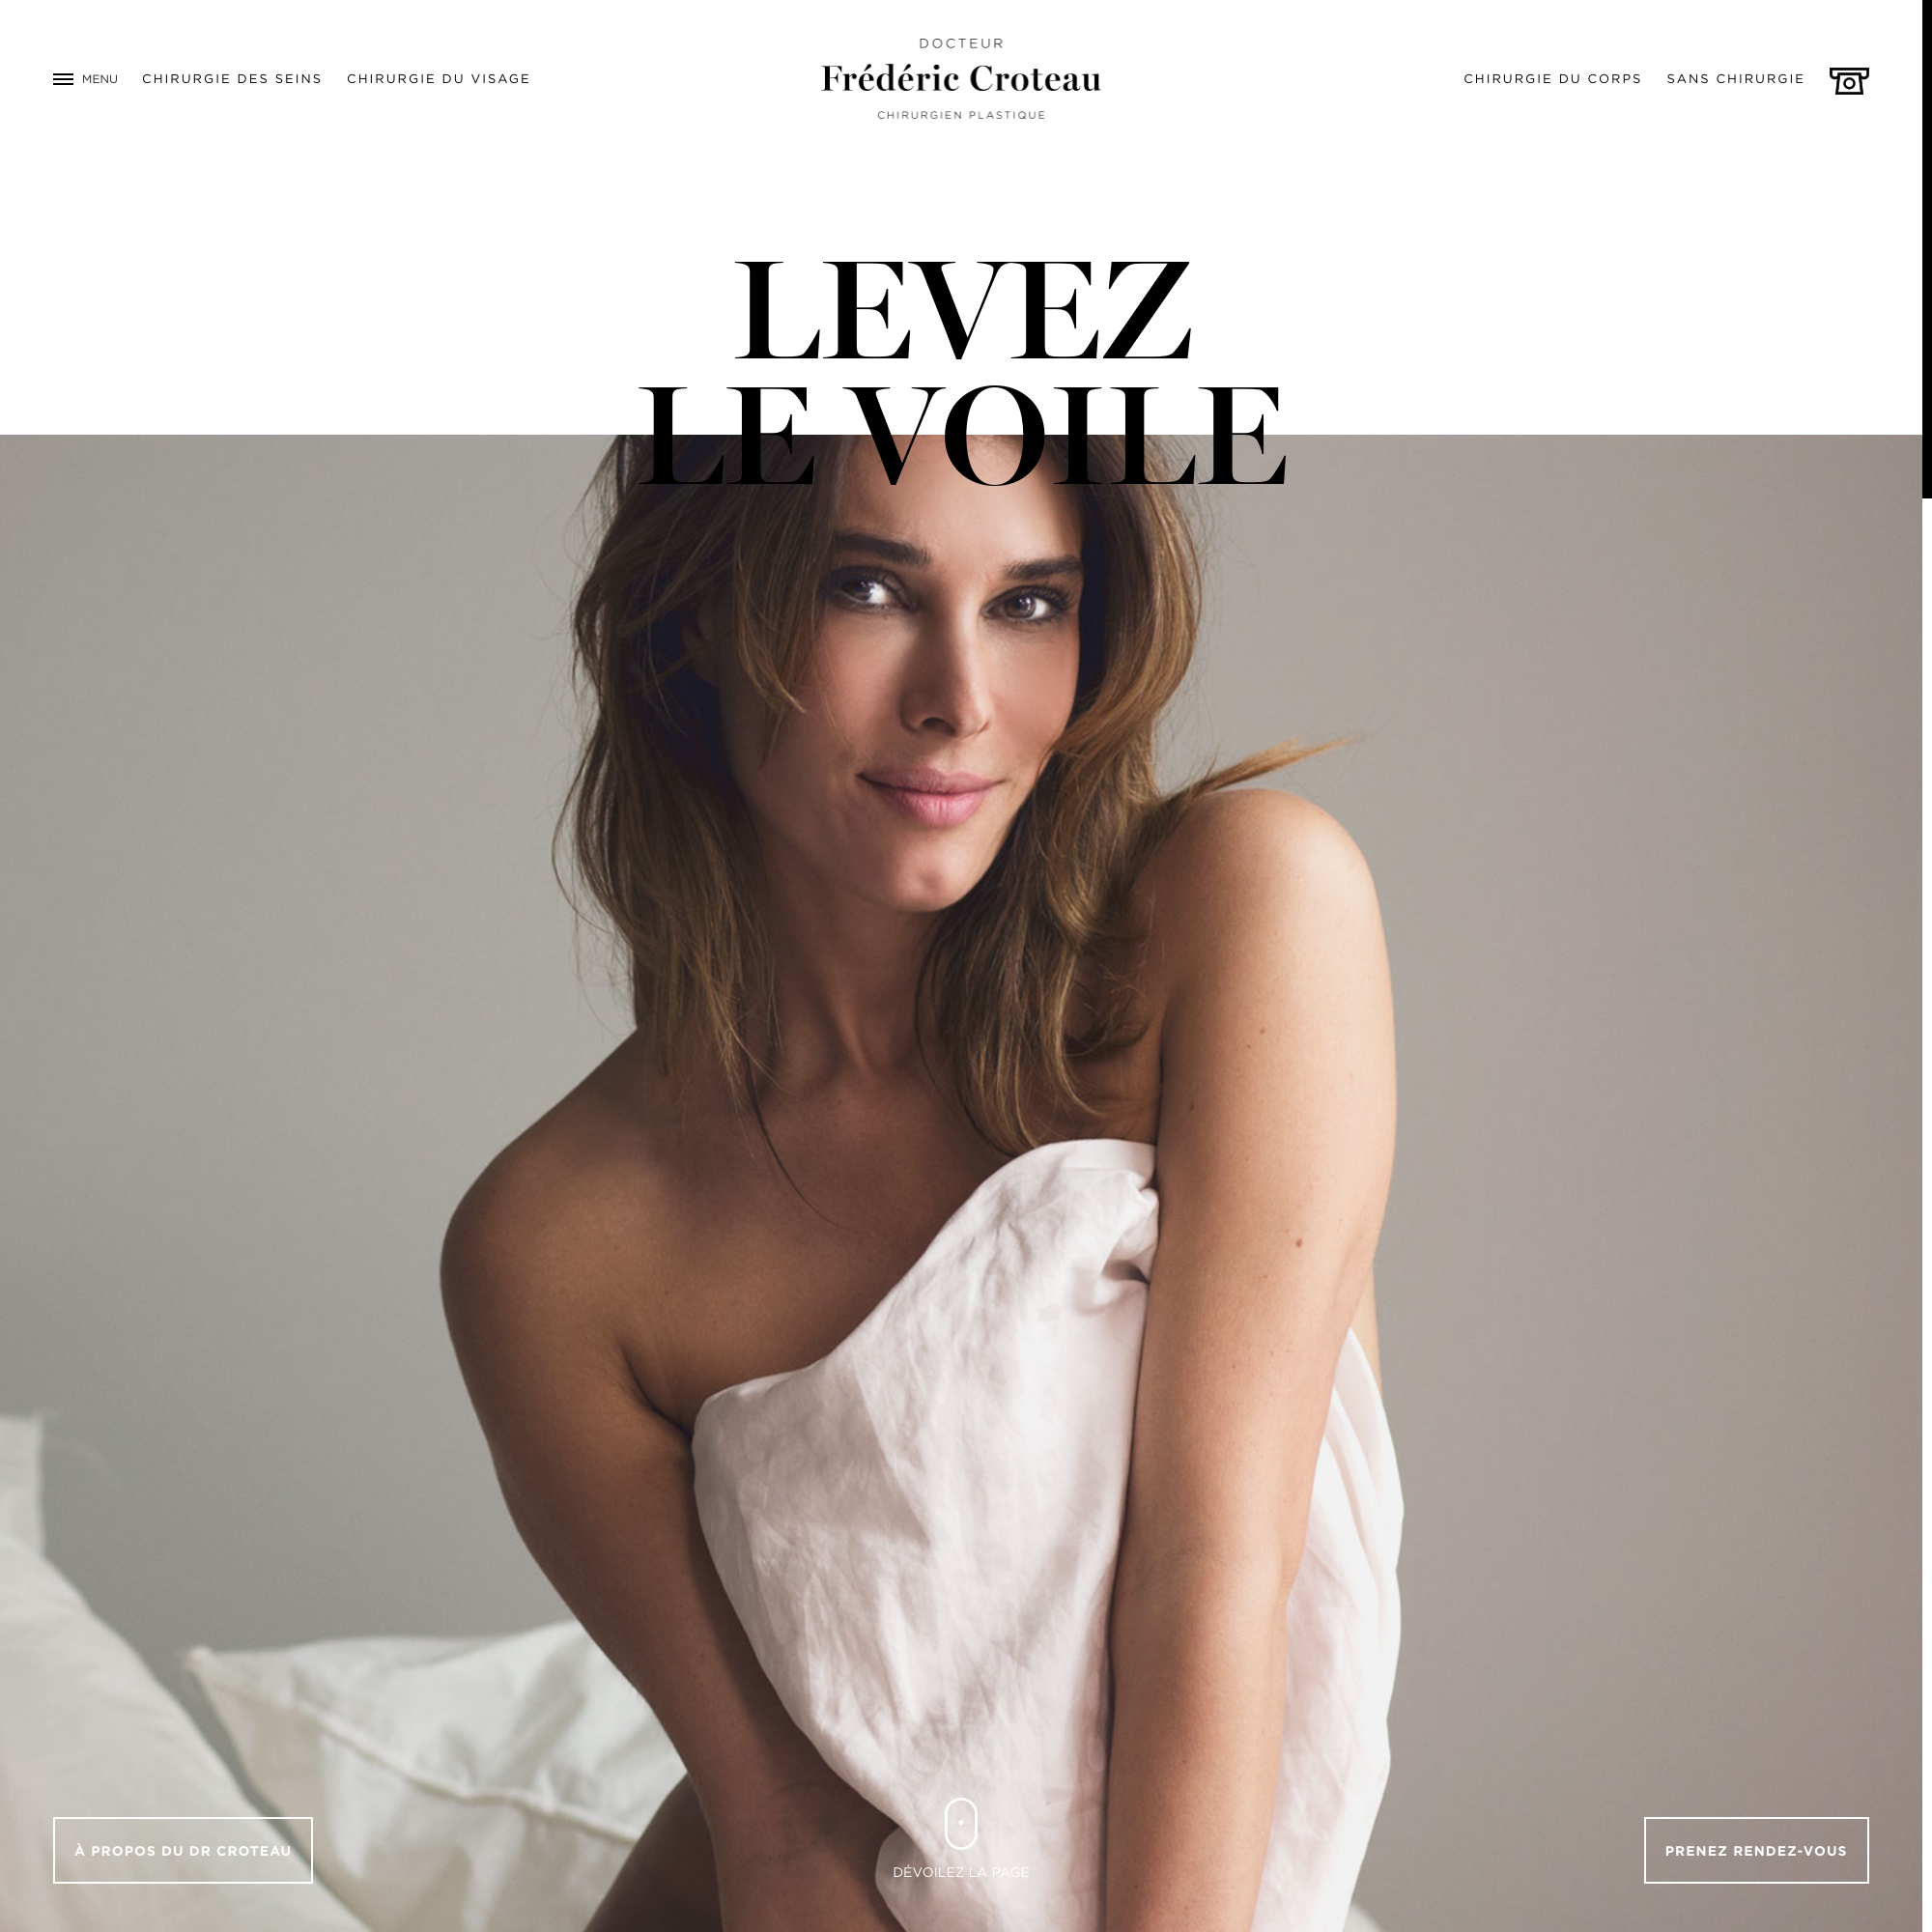 DOCTEUR
Frédéric Croteau
CHIRURGIEN PLASTIQUE
MENU
CHIRURGIE DES SEINS
CHIRURGIE DU VISAGE
CHIRURGIE DU CORPS
SANS CHIRURGIE
LEVEZ
LE VOILE
À PROPOS DU DR CROTEAU
DÉVOILEZ LA PAGE
PRENEZ RENDEZ-VOUS